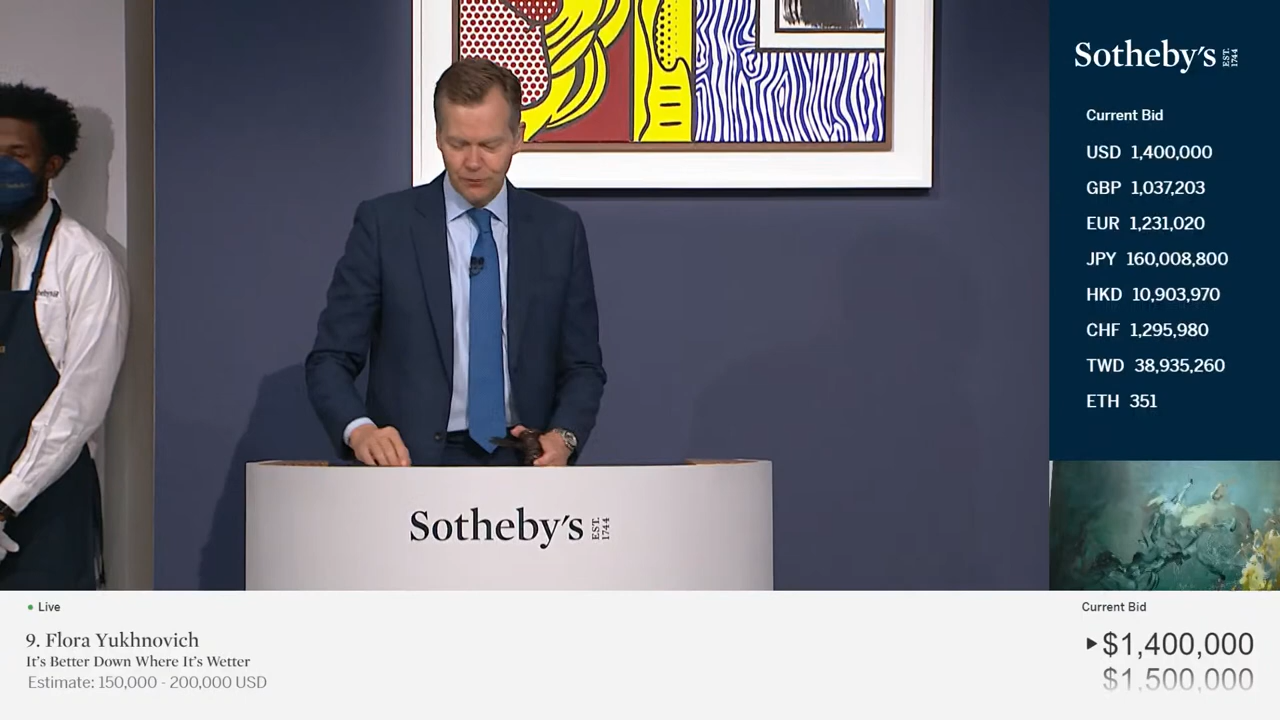 Sotheby's EST. 1744
Current Bid
USD 1,400,000
GBP 1,037,203
EUR 1,231,020
JPY 160,008,800
HKD 10,903,970
CHF 1,295,980
TWD 38,935,260
ETH 351
Sotheby's EST. 1744
Live
9. Flora Yukhnovich
It's Better Down Where It's Wetter
Estimate: 150,000 - 200,000 USD
Current Bid
$1,400,000
$1,500,000